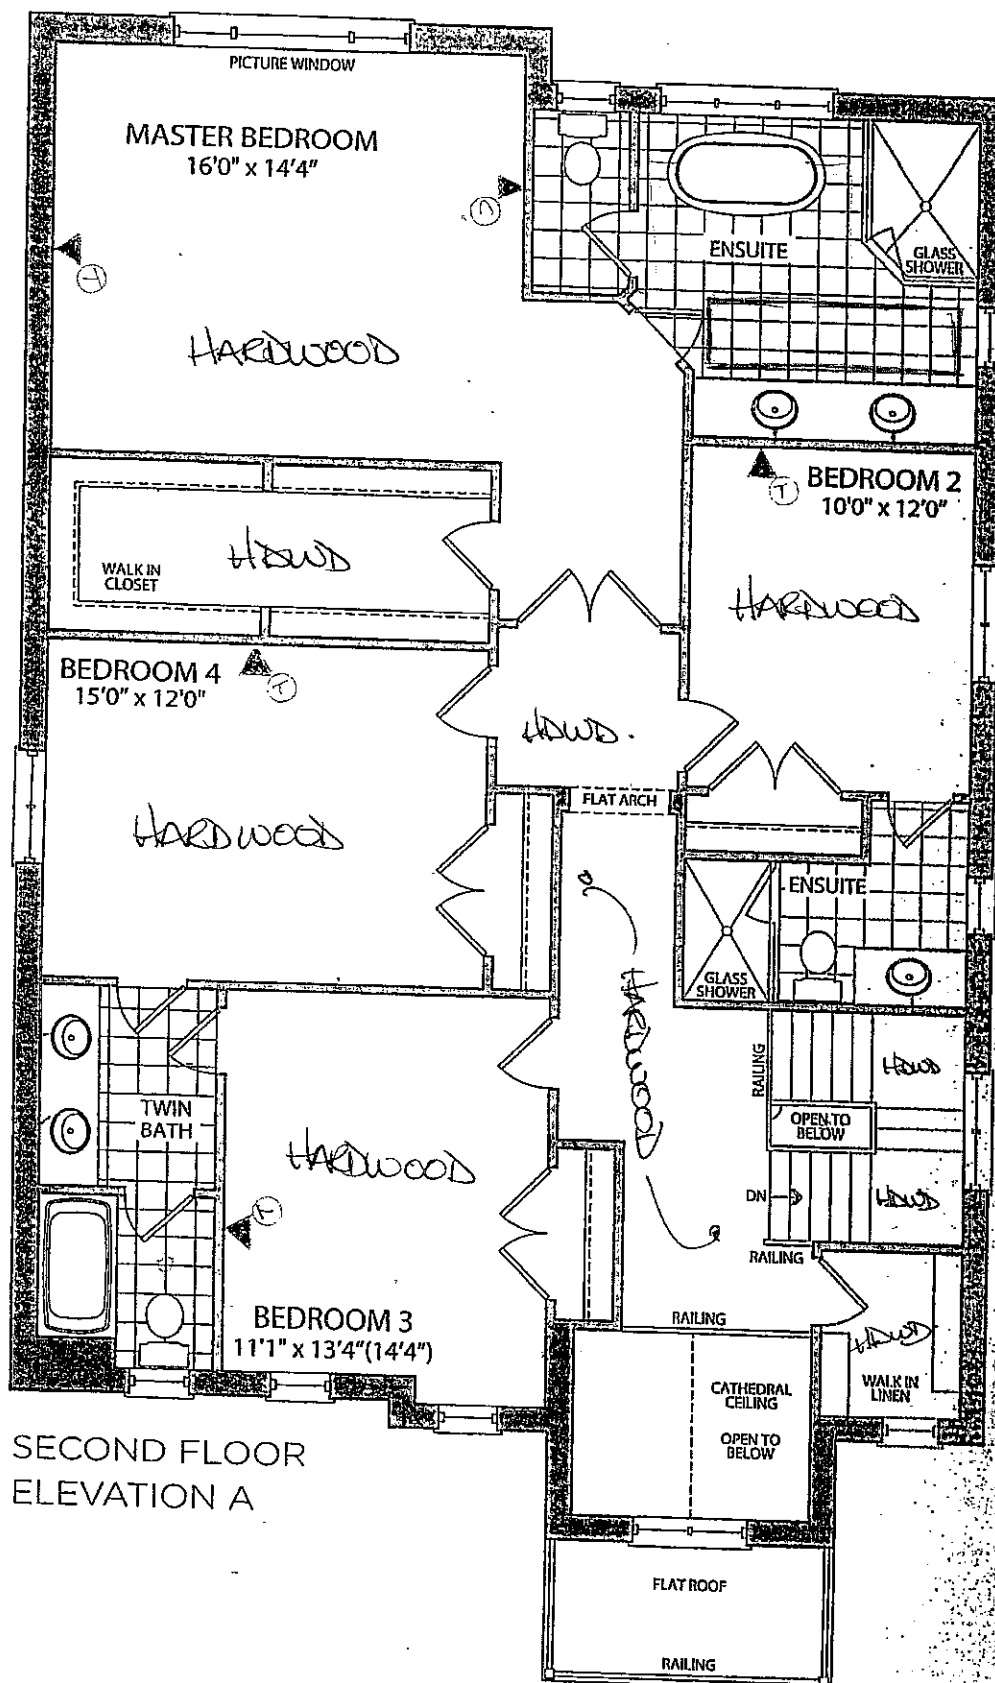 PICTURE WINDOW
MASTER BEDROOM
16'0" x 14'4"
T
ENSUITE
GLASS
SHOWER
T
HARDWOOD
BEDROOM 2
10'0" x 12'0"
T
WALK IN
CLOSET
HDWD
HARDWOOD
BEDROOM 4
15'0" x 12'0"
T
HDWD.
FLAT ARCH
HARDWOOD
ENSUITE
GLASS
SHOWER
HARDWOOD
RAILING
HDWD
TWIN
BATH
OPEN TO
BELOW
HARDWOOD
DN
HDWD
T
RAILING
BEDROOM 3
11'1" x 13'4"(14'4")
RAILING
HDWD
WALK IN
LINEN
CATHEDRAL
CEILING
OPEN TO
BELOW
SECOND FLOOR
ELEVATION A
FLAT ROOF
RAILING